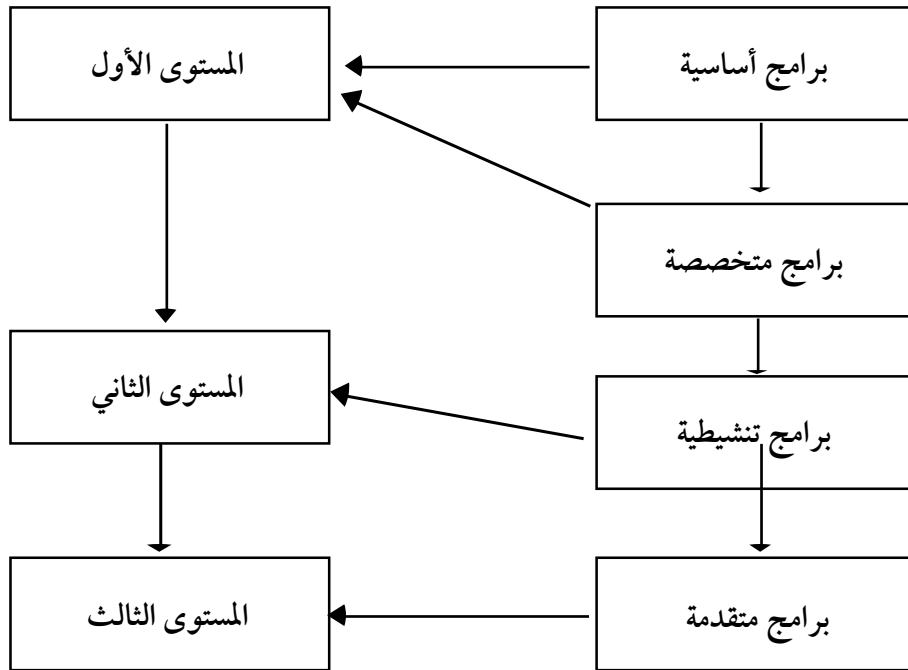 برامج أساسية
المستوى الأول
برامج متخصصة
المستوى الثاني
برامج تنشيطية
المستوى الثالث
برامج متقدمة